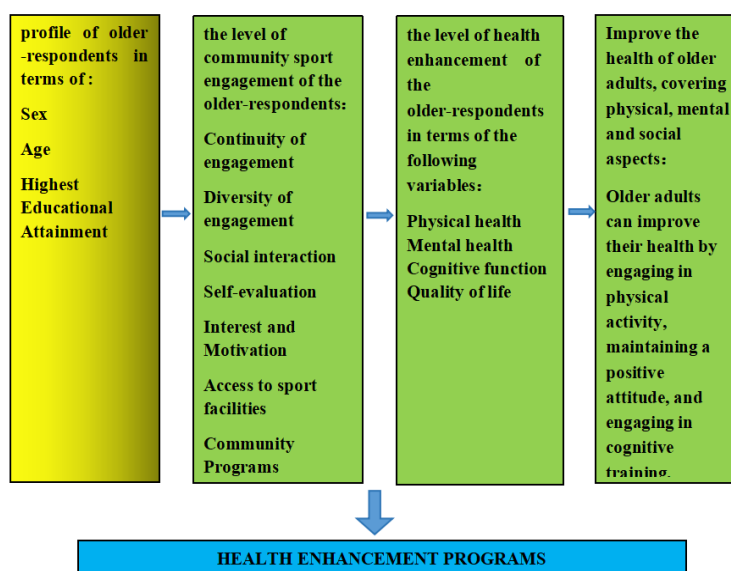 profile of older
-respondents in
terms of:
Sex
Age
Highest
Educational
Attainment
the level of
community sport
engagement of the
older-respondents:
Continuity of
engagement
Diversity of
engagement
Social interaction
Self-evaluation
Interest and
Motivation
Access to sport
facilities
Community
Programs
the level of health
enhancement of
the
older-respondents
in terms of the
following
variables:
Physical health
Mental health
Cognitive function
Quality of life
Improve the
health of older
adults, covering
physical, mental
and social
aspects:
Older adults
can improve
their health by
engaging in
physical
activity,
maintaining a
positive
attitude, and
engaging in
cognitive
training.
HEALTH ENHANCEMENT PROGRAMS